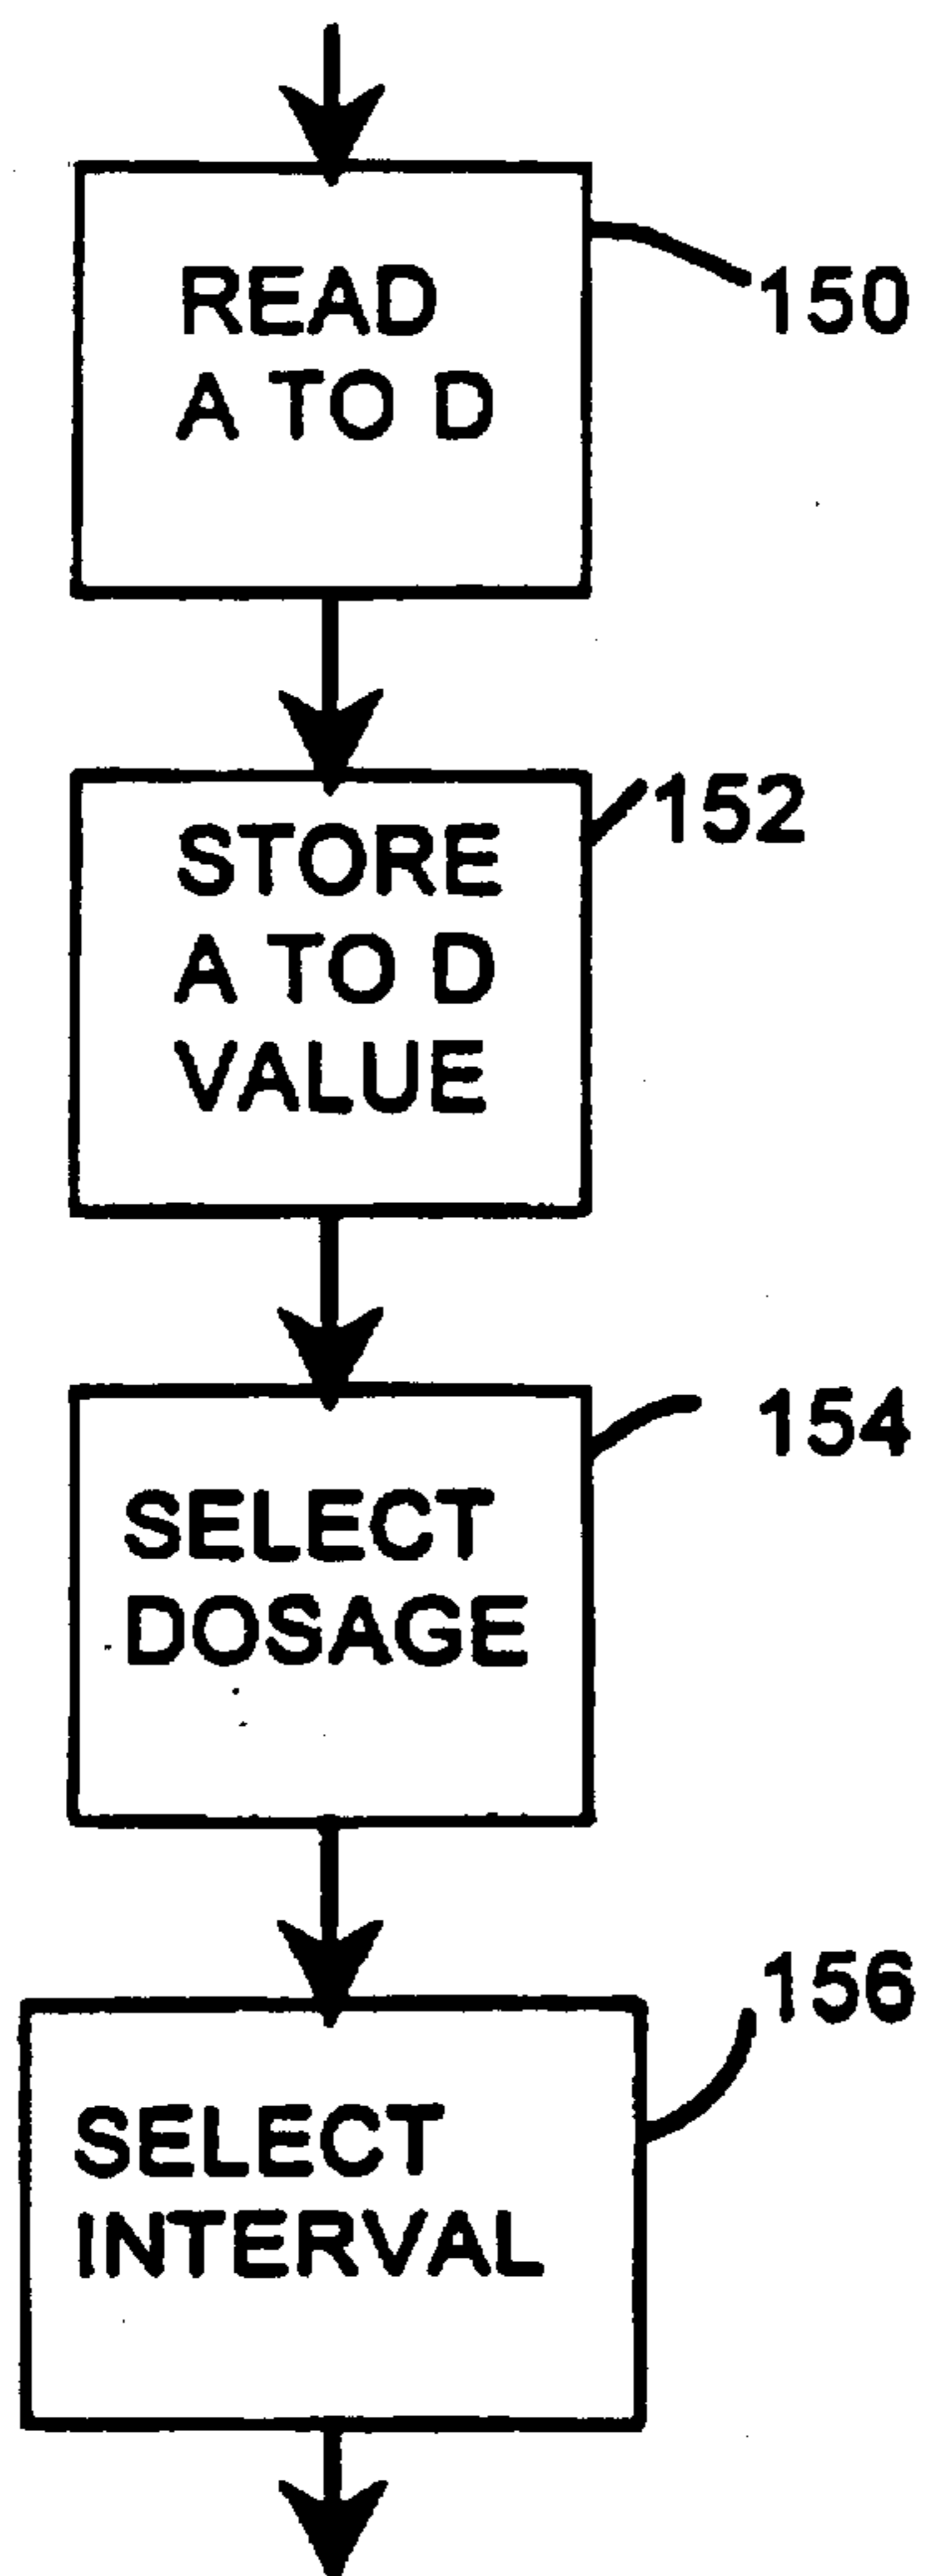 READ
A TO D
150
STORE
A TO D
VALUE
152
SELECT
DOSAGE
154
SELECT
INTERVAL
156